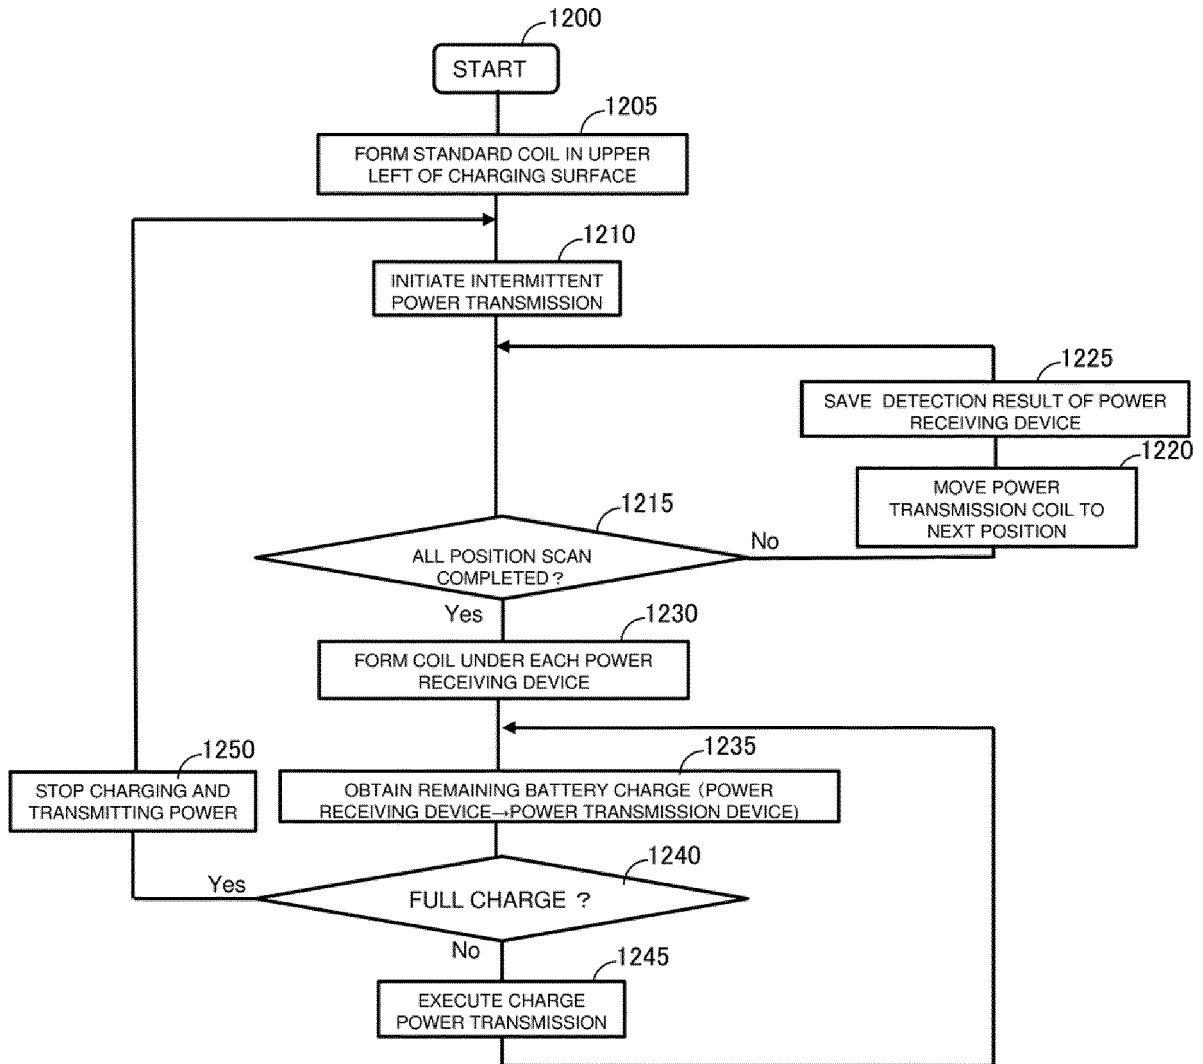 1200
START
1205
FORM STANDARD COIL IN UPPER
LEFT OF CHARGING SURFACE
1210
INITIATE INTERMITTENT
POWER TRANSMISSION
1225
SAVE DETECTION RESULT OF POWER
RECEIVING DEVICE
1220
MOVE POWER
TRANSMISSION COIL TO
NEXT POSITION
1215
ALL POSITION SCAN
COMPLETED?
No
Yes
1230
FORM COIL UNDER EACH POWER
RECEIVING DEVICE
1250
STOP CHARGING AND
TRANSMITTING POWER
1235
OBTAIN REMAINING BATTERY CHARGE (POWER
RECEIVING DEVICE→POWER TRANSMISSION DEVICE)
1240
Yes
FULL CHARGE ?
No
1245
EXECUTE CHARGE
POWER TRANSMISSION